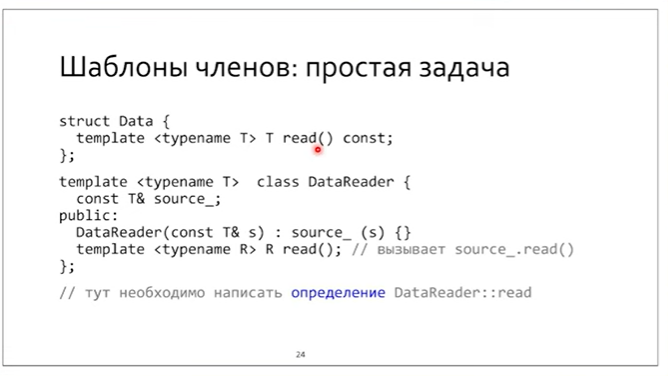 Шаблоны членов: простая задача
struct Data {
  template <typename T> T read() const;
};
template <typename T>  class DataReader {
  const T& source_;
public:
  DataReader(const T& s) : source_ (s) {}
  template <typename R> R read(); // вызывает source_.read()
};
// тут необходимо написать определение DataReader::read
24